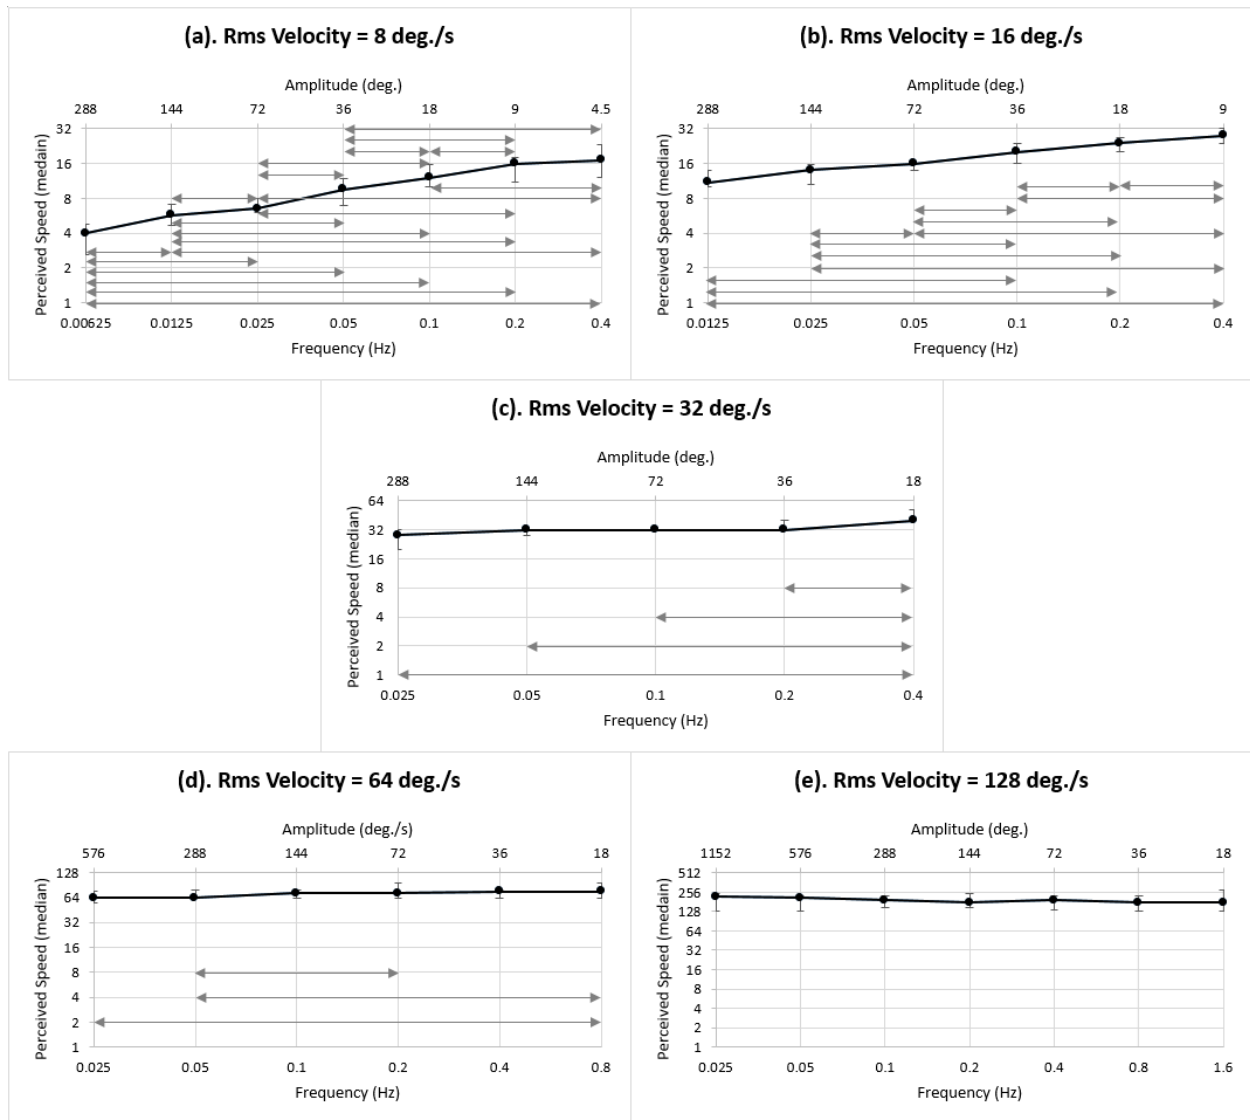 (a). Rms Velocity = 8 deg./s
Amplitude (deg.)
288 144 72 36 18 9 4.5
32
16
8
4
2
1
Perceived Speed (medain)
0.00625 0.0125 0.025 0.05 0.1 0.2 0.4
Frequency (Hz)
(b). Rms Velocity = 16 deg./s
Amplitude (deg.)
288 144 72 36 18 9
32
16
8
4
2
1
Perceived Speed (median)
0.0125 0.025 0.05 0.1 0.2 0.4
Frequency (Hz)
(c). Rms Velocity = 32 deg./s
Amplitude (deg.)
288 144 72 36 18
64
32
16
8
4
2
1
Perceived Speed (median)
0.025 0.05 0.1 0.2 0.4
Frequency (Hz)
(d). Rms Velocity = 64 deg./s
Amplitude (deg./s)
576 288 144 72 36 18
128
64
32
16
8
4
2
1
Perceived Speed (median)
0.025 0.05 0.1 0.2 0.4 0.8
Frequency (Hz)
(e). Rms Velocity = 128 deg./s
Amplitude (deg.)
1152 576 288 144 72 36 18
512
256
128
64
32
16
8
4
2
1
Perceived Speed (median)
0.025 0.05 0.1 0.2 0.4 0.8 1.6
Frequency (Hz)